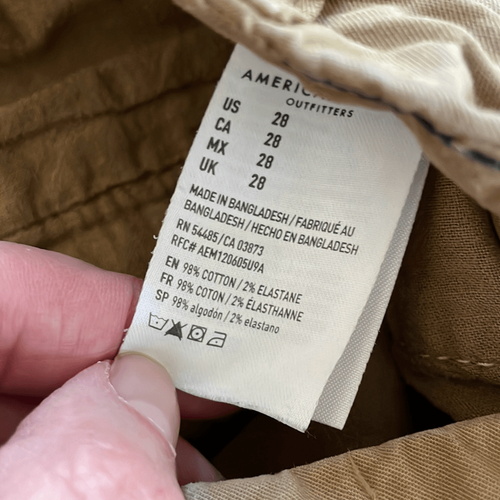 AMERIC
OUTFITTERS
US 28
CA 28
MX 28
UK 28
MADE IN BANGLADESH / FABRIQUÉ AU
BANGLADESH / HECHO EN BANGLADESH
RN 54485/CA 03873
RFC# AEM120605U9A
EN 98% COTTON / 2% ELASTANE
FR 98% COTON / 2% ÉLASTHANNE
SP 98% algodón / 2% elastano